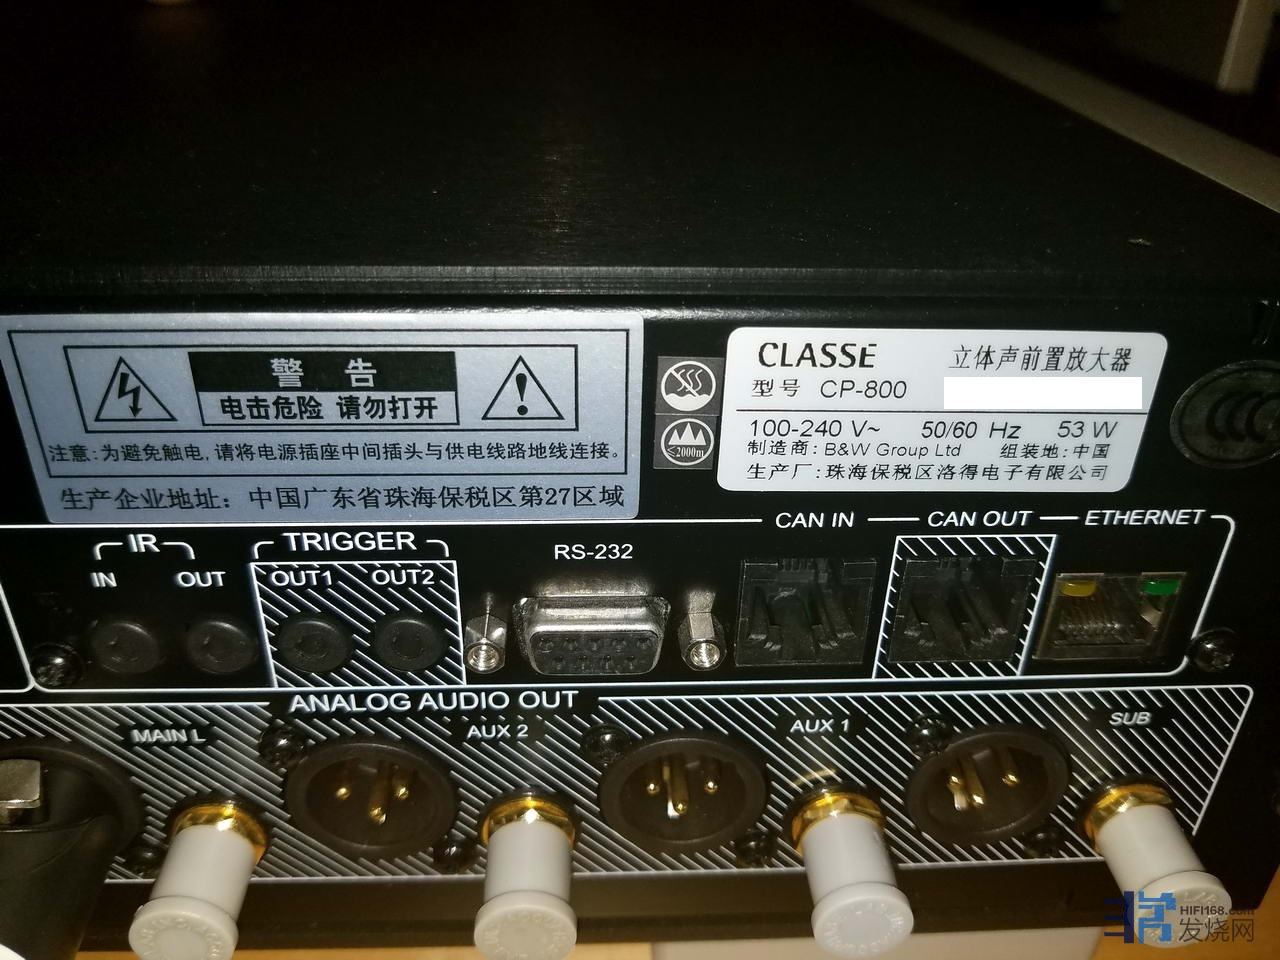 警 告
电击危险 请勿打开
注意:为避免触电,请将电源插座中间插头与供电线路地线连接。
生产企业地址：中国广东省珠海保税区第27区域
≤2000m
CLASSÉ 立体声前置放大器
型号 CP-800
100-240 V~ 50/60 Hz 53 W
制造商: B&W Group Ltd 组装地: 中国
生产厂: 珠海保税区洛得电子有限公司
CAN IN CAN OUT ETHERNET
IR TRIGGER RS-232
IN OUT OUT1 OUT2
ANALOG AUDIO OUT
MAIN L AUX 2 AUX 1 SUB
HIFI168.com
发烧网